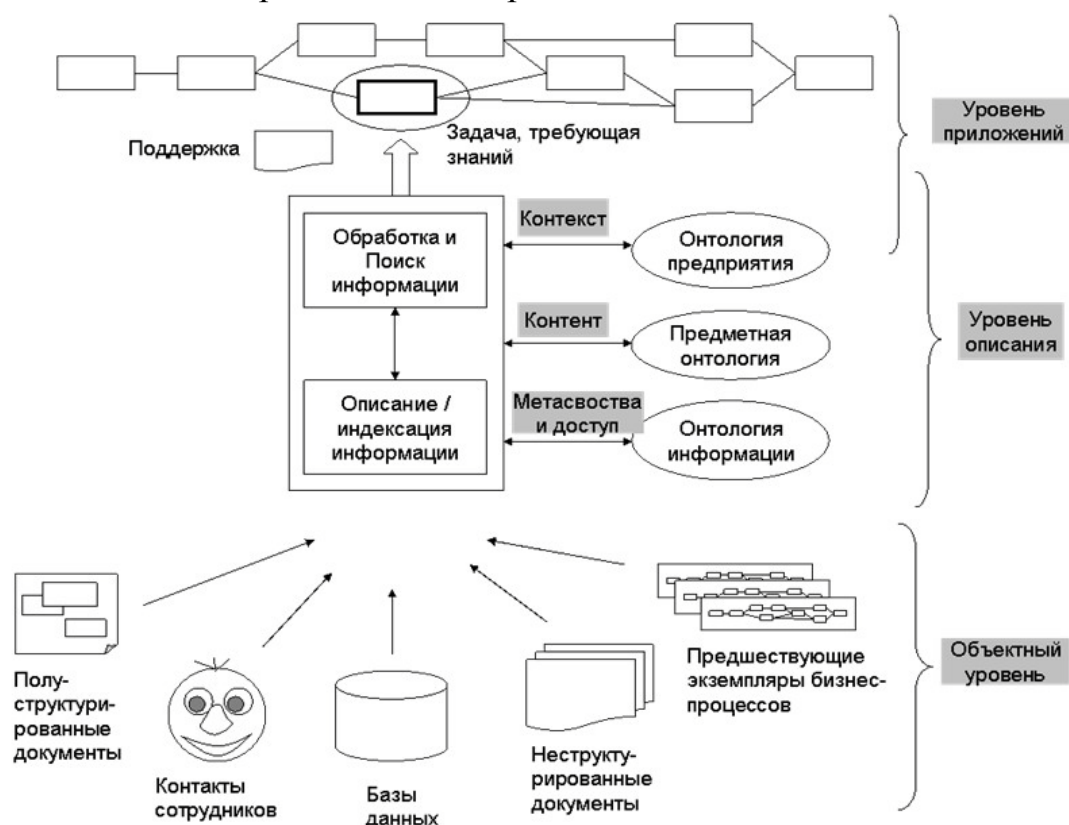 Поддержка
Задача, требующая
знаний
Уровень
приложений
Обработка и
Поиск
информации
Контекст
Онтология
предприятия
Контент
Предметная
онтология
Уровень
описания
Описание /
индексация
информации
Метасвоства
и доступ
Онтология
информации
Полу-
структури-
рованные
документы
Контакты
сотрудников
Базы
данных
Неструкту-
рированные
документы
Предшествующие
экземпляры бизнес-
процессов
Объектный
уровень